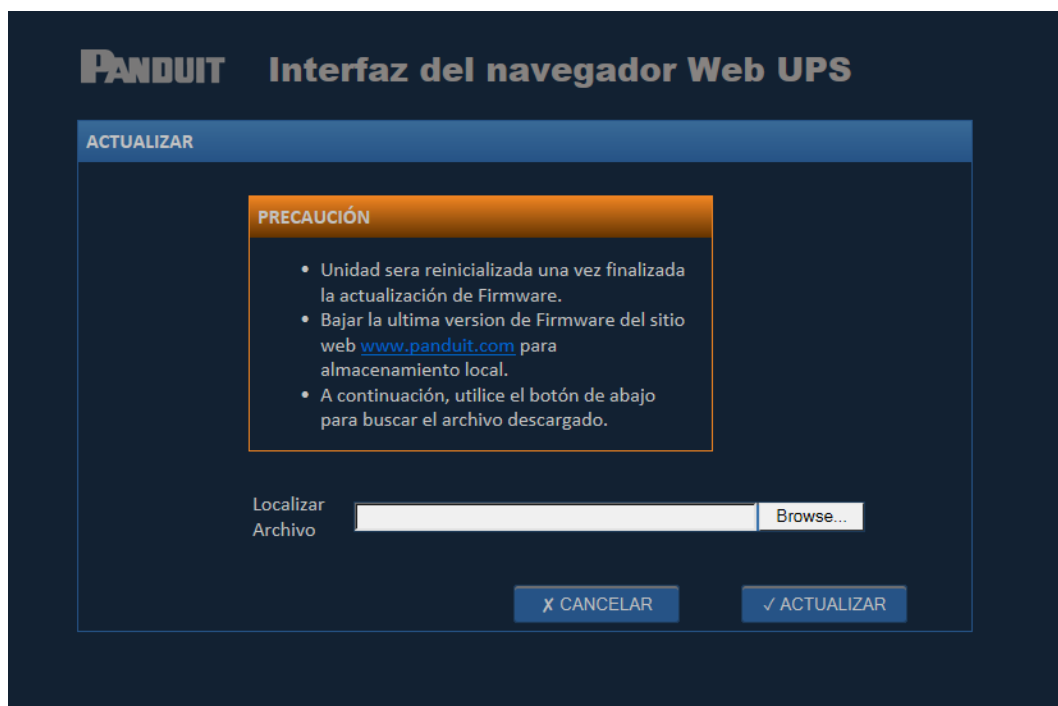 PANDUIT Interfaz del navegador Web UPS
ACTUALIZAR
PRECAUCIÓN
• Unidad sera reinicializada una vez finalizada
la actualización de Firmware.
• Bajar la ultima version de Firmware del sitio
web www.panduit.com para
almacenamiento local.
• A continuación, utilice el botón de abajo
para buscar el archivo descargado.
Localizar
Archivo
Browse...
✗ CANCELAR
✓ ACTUALIZAR